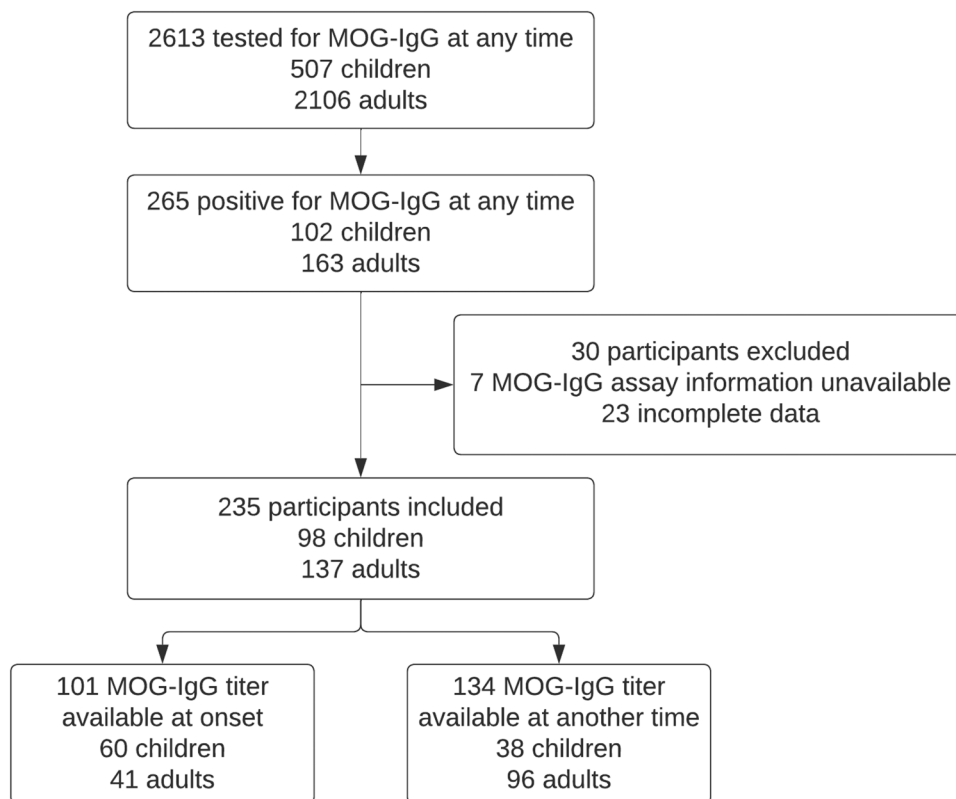 2613 tested for MOG-IgG at any time
507 children
2106 adults
265 positive for MOG-IgG at any time
102 children
163 adults
30 participants excluded
7 MOG-IgG assay information unavailable
23 incomplete data
235 participants included
98 children
137 adults
101 MOG-IgG titer
available at onset
60 children
41 adults
134 MOG-IgG titer
available at another time
38 children
96 adults